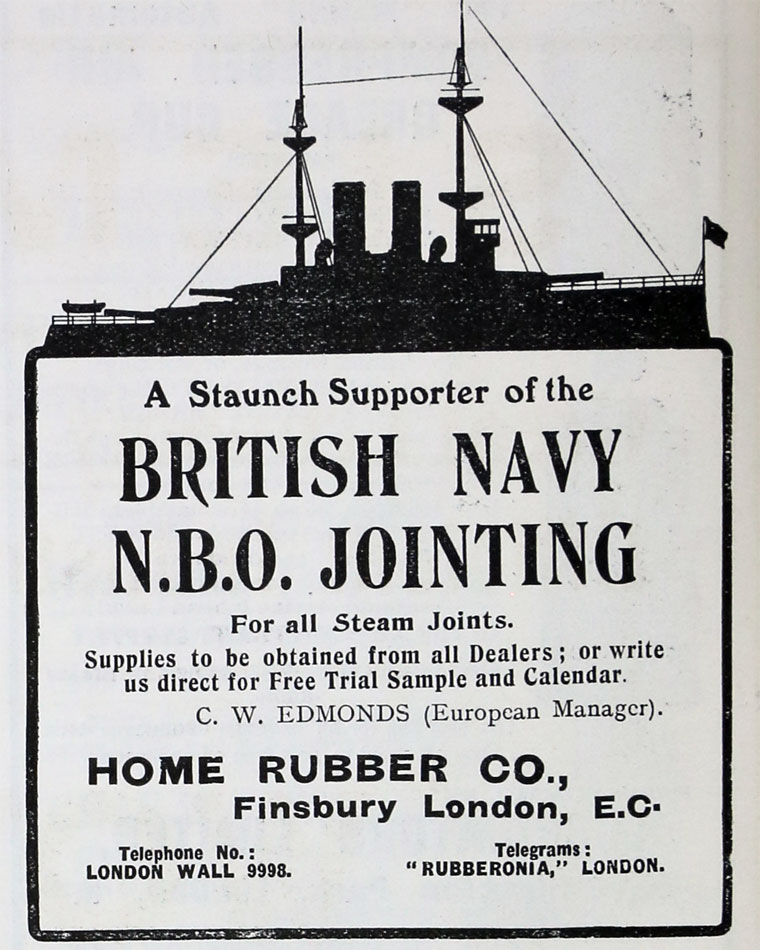 A Staunch Supporter of the
BRITISH NAVY
N.B.O. JOINTING
For all Steam Joints.
Supplies to be obtained from all Dealers; or write
us direct for Free Trial Sample and Calendar.
C. W. EDMONDS (European Manager).
HOME RUBBER CO.,
Finsbury London, E.C.
Telephone No.:
LONDON WALL 9998.
Telegrams:
"RUBBERONIA," LONDON.